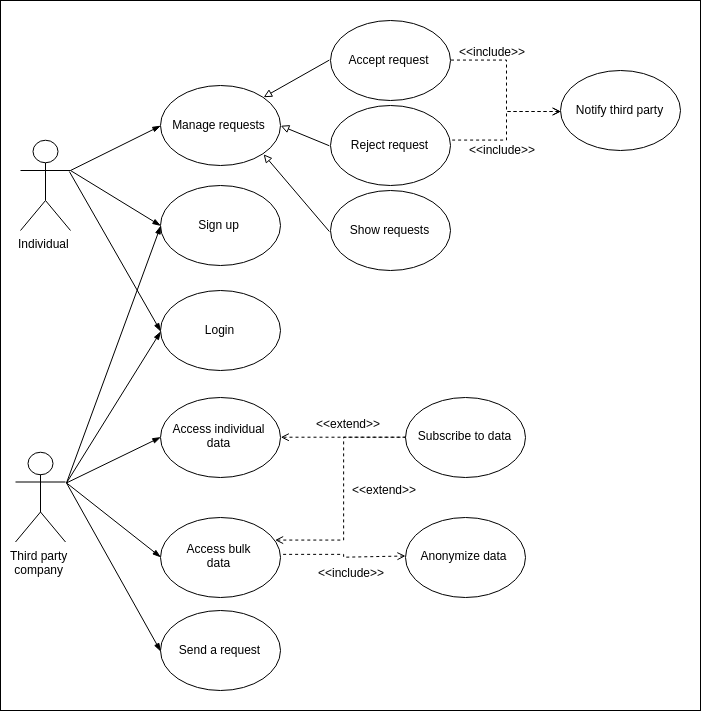 Accept request
<<include>>
Manage requests
Notify third party
Reject request
<<include>>
Individual
Sign up
Show requests
Login
Access individual
data
<<extend>>
Subscribe to data
<<extend>>
Third party
company
Access bulk
data
Anonymize data
<<include>>
Send a request